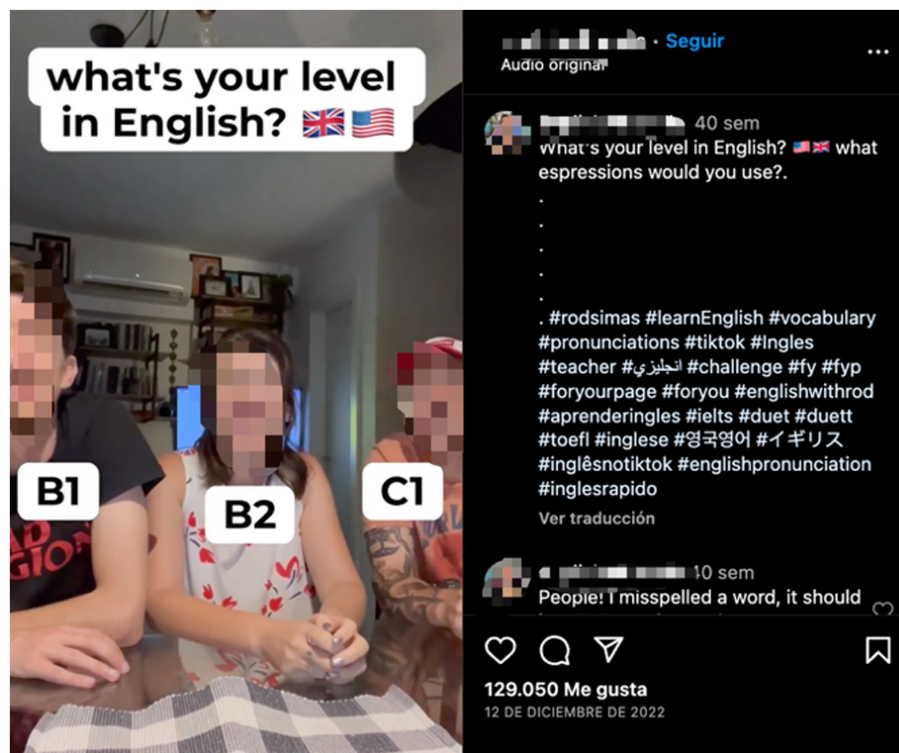 what's your level
in English? 🇬🇧🇺🇸
B1
B2
C1
• Seguir
Audio original
40 sem
What's your level in English? 🇺🇸🇬🇧 what
espressions would you use?.
.
.
.
.
.
. #rodsimas #learnEnglish #vocabulary
#pronunciations #tiktok #Ingles
#teacher #انجليزي #challenge #fy #fyp
#foryourpage #foryou #englishwithrod
#aprenderingles #ielts #duet #duett
#toefl #inglese #영국영어 #イギリス
#inglêsnotiktok #englishpronunciation
#inglesrapido
Ver traducción
40 sem
People! I misspelled a word, it should
129.050 Me gusta
12 DE DICIEMBRE DE 2022